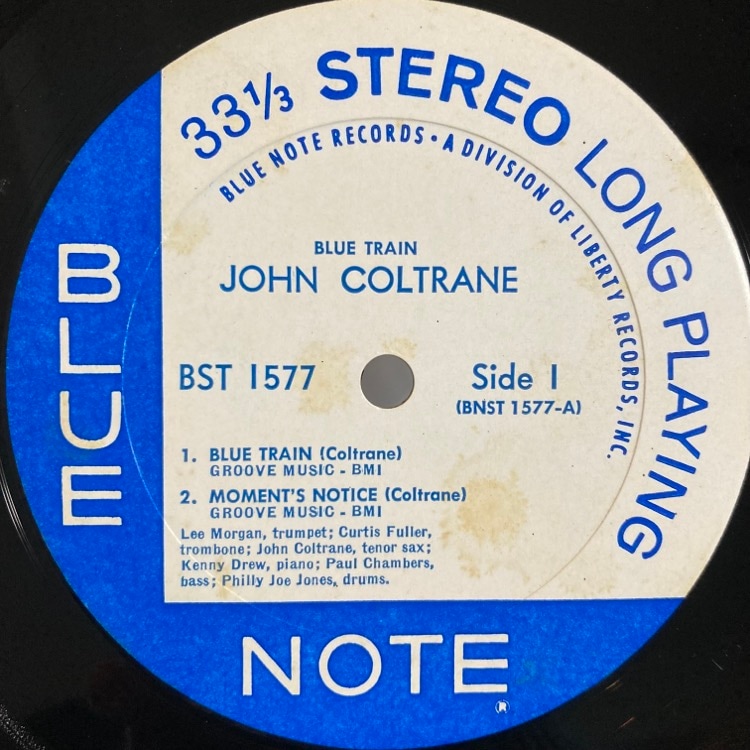 33⅓ STEREO LONG PLAYING
BLUE NOTE RECORDS • A DIVISION OF LIBERTY RECORDS, INC.
BLUE TRAIN
JOHN COLTRANE
BST 1577
Side 1
(BNST 1577-A)
1. BLUE TRAIN (Coltrane)
GROOVE MUSIC - BMI
2. MOMENT'S NOTICE (Coltrane)
GROOVE MUSIC - BMI
Lee Morgan, trumpet; Curtis Fuller,
trombone; John Coltrane, tenor sax;
Kenny Drew, piano; Paul Chambers,
bass; Philly Joe Jones, drums.
BLUE
NOTE